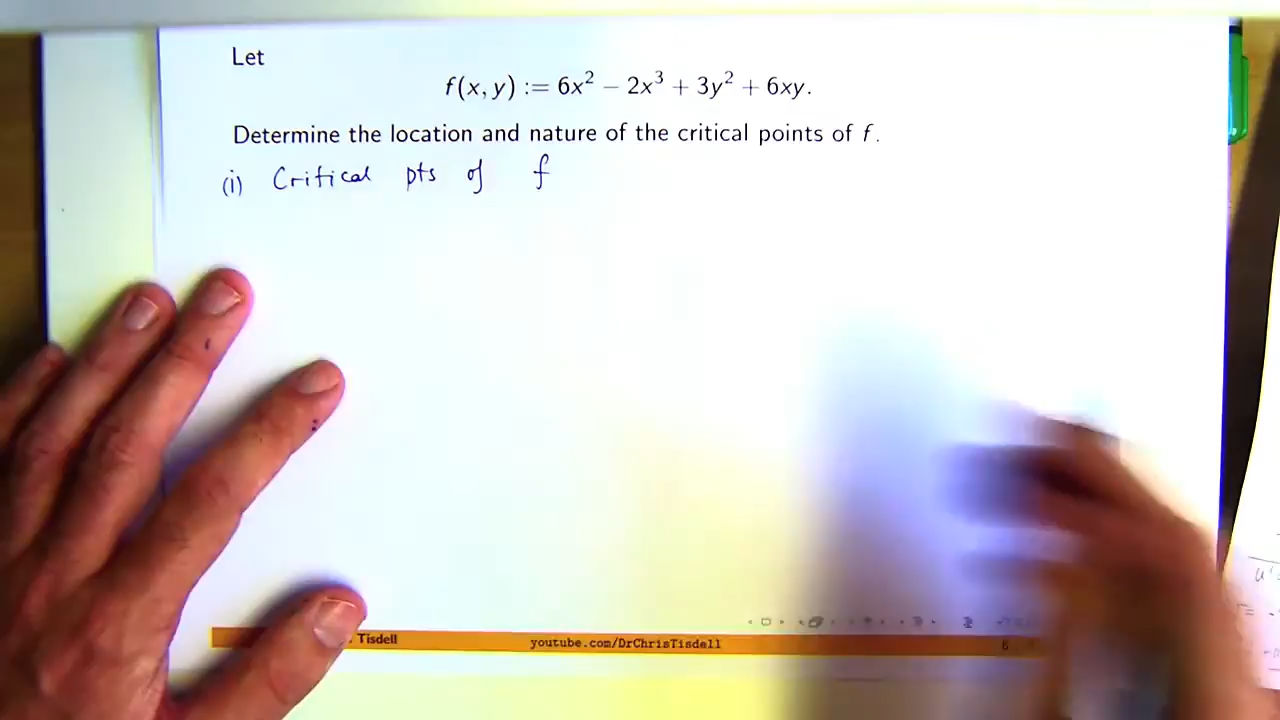 Let
f(x, y) := 6x² − 2x³ + 3y² + 6xy.
Determine the location and nature of the critical points of f.
(i) Critical pts of f
Tisdell youtube.com/DrChrisTisdell 6